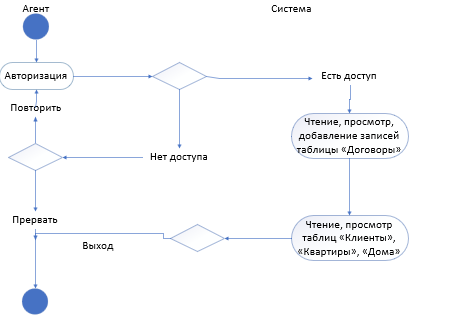 Агент
Система
Авторизация
Есть доступ
Повторить
Чтение, просмотр,
добавление записей
таблицы «Договоры»
Нет доступа
Прервать
Выход
Чтение, просмотр
таблиц «Клиенты»,
«Квартиры», «Дома»